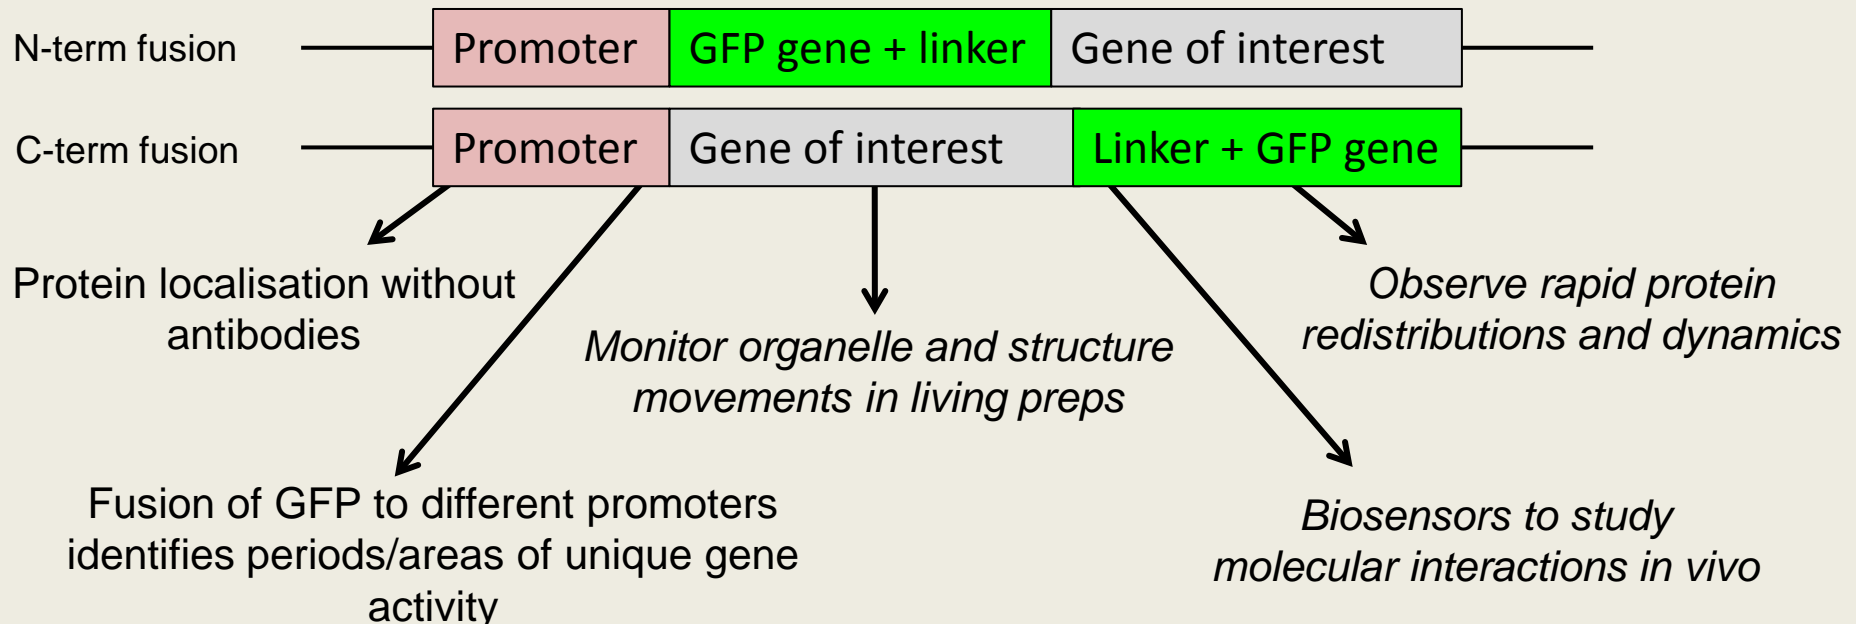 N-term fusion
Promoter
GFP gene + linker
Gene of interest
C-term fusion
Promoter
Gene of interest
Linker + GFP gene
Protein localisation without
antibodies
Monitor organelle and structure
movements in living preps
Observe rapid protein
redistributions and dynamics
Fusion of GFP to different promoters
identifies periods/areas of unique gene
activity
Biosensors to study
molecular interactions in vivo